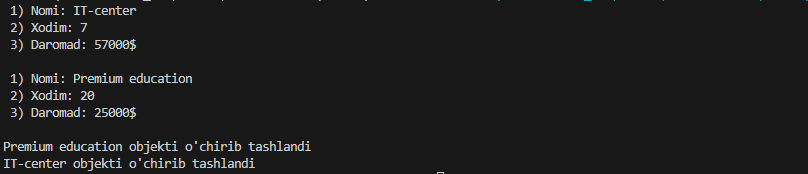 1) Nomi: IT-center
2) Xodim: 7
3) Daromad: 57000$
1) Nomi: Premium education
2) Xodim: 20
3) Daromad: 25000$
Premium education objekti o'chirib tashlandi
IT-center objekti o'chirib tashlandi